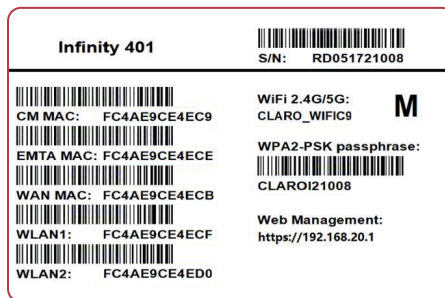 Infinity 401
S/N: RD051721008
CM MAC: FC4AE9CE4EC9
EMTA MAC: FC4AE9CE4ECE
WAN MAC: FC4AE9CE4ECB
WLAN1: FC4AE9CE4ECF
WLAN2: FC4AE9CE4ED0
WiFi 2.4G/5G:
CLARO_WIFIC9
M
WPA2-PSK passphrase:
CLAROI21008
Web Management:
https://192.168.20.1